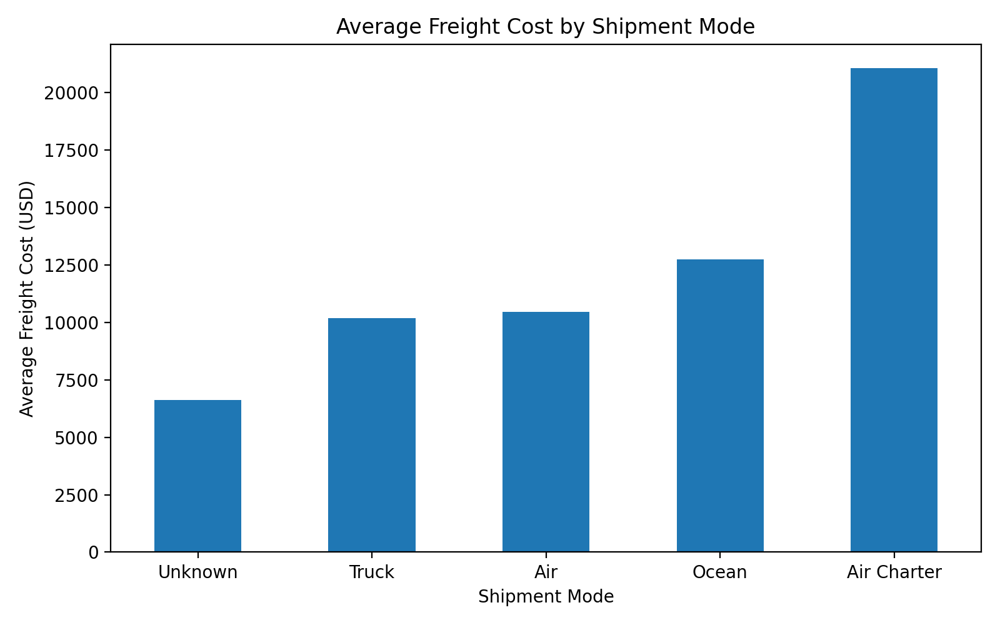 Average Freight Cost by Shipment Mode
Average Freight Cost (USD)
20000
17500
15000
12500
10000
7500
5000
2500
0
Unknown
Truck
Air
Ocean
Air Charter
Shipment Mode